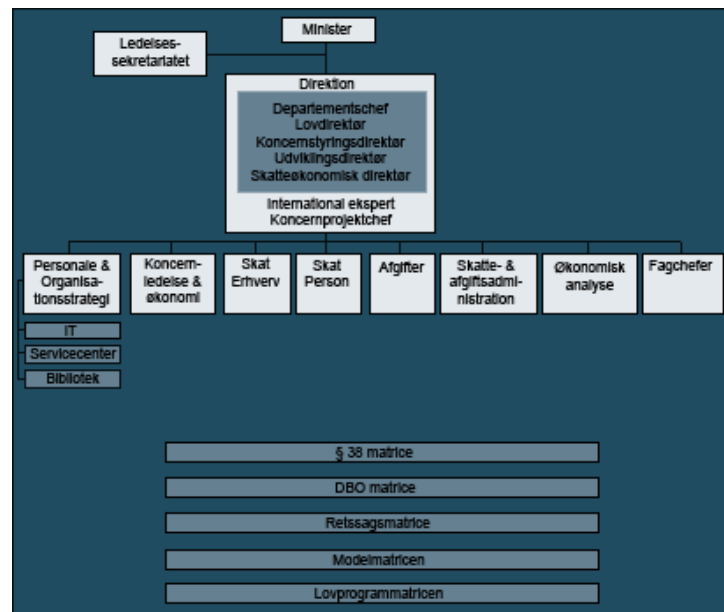 Minister
Ledelses-
sekretariatet
Direktion
Departementschef
Lovdirektør
Koncernstyringsdirektør
Udviklingsdirektør
Skatteøkonomisk direktør
International ekspert
Koncernprojektchef
Personale &
Organisa-
tionsstrategi
Koncern-
ledelse &
økonomi
Skat
Erhverv
Skat
Person
Afgifter
Skatte- &
afgiftsadmi-
nistration
Økonomisk
analyse
Fagchefer
IT
Servicecenter
Bibliotek
§ 38 matrice
DBO matrice
Retssagsmatrice
Modelmatricen
Lovprogrammatricen